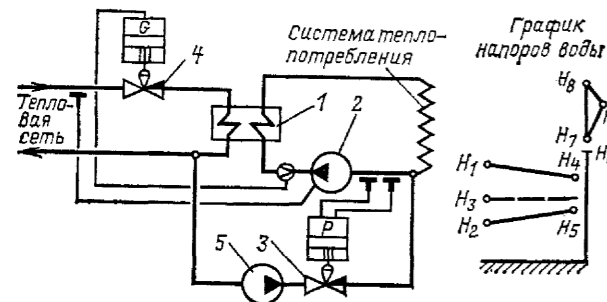 G
4
Система тепло-
потребления
График
напоров воды
H₈
Тепло-
вая
сеть
1
2
H₇
H₁
H₄
H₃
H₂
H₅
P
5
3